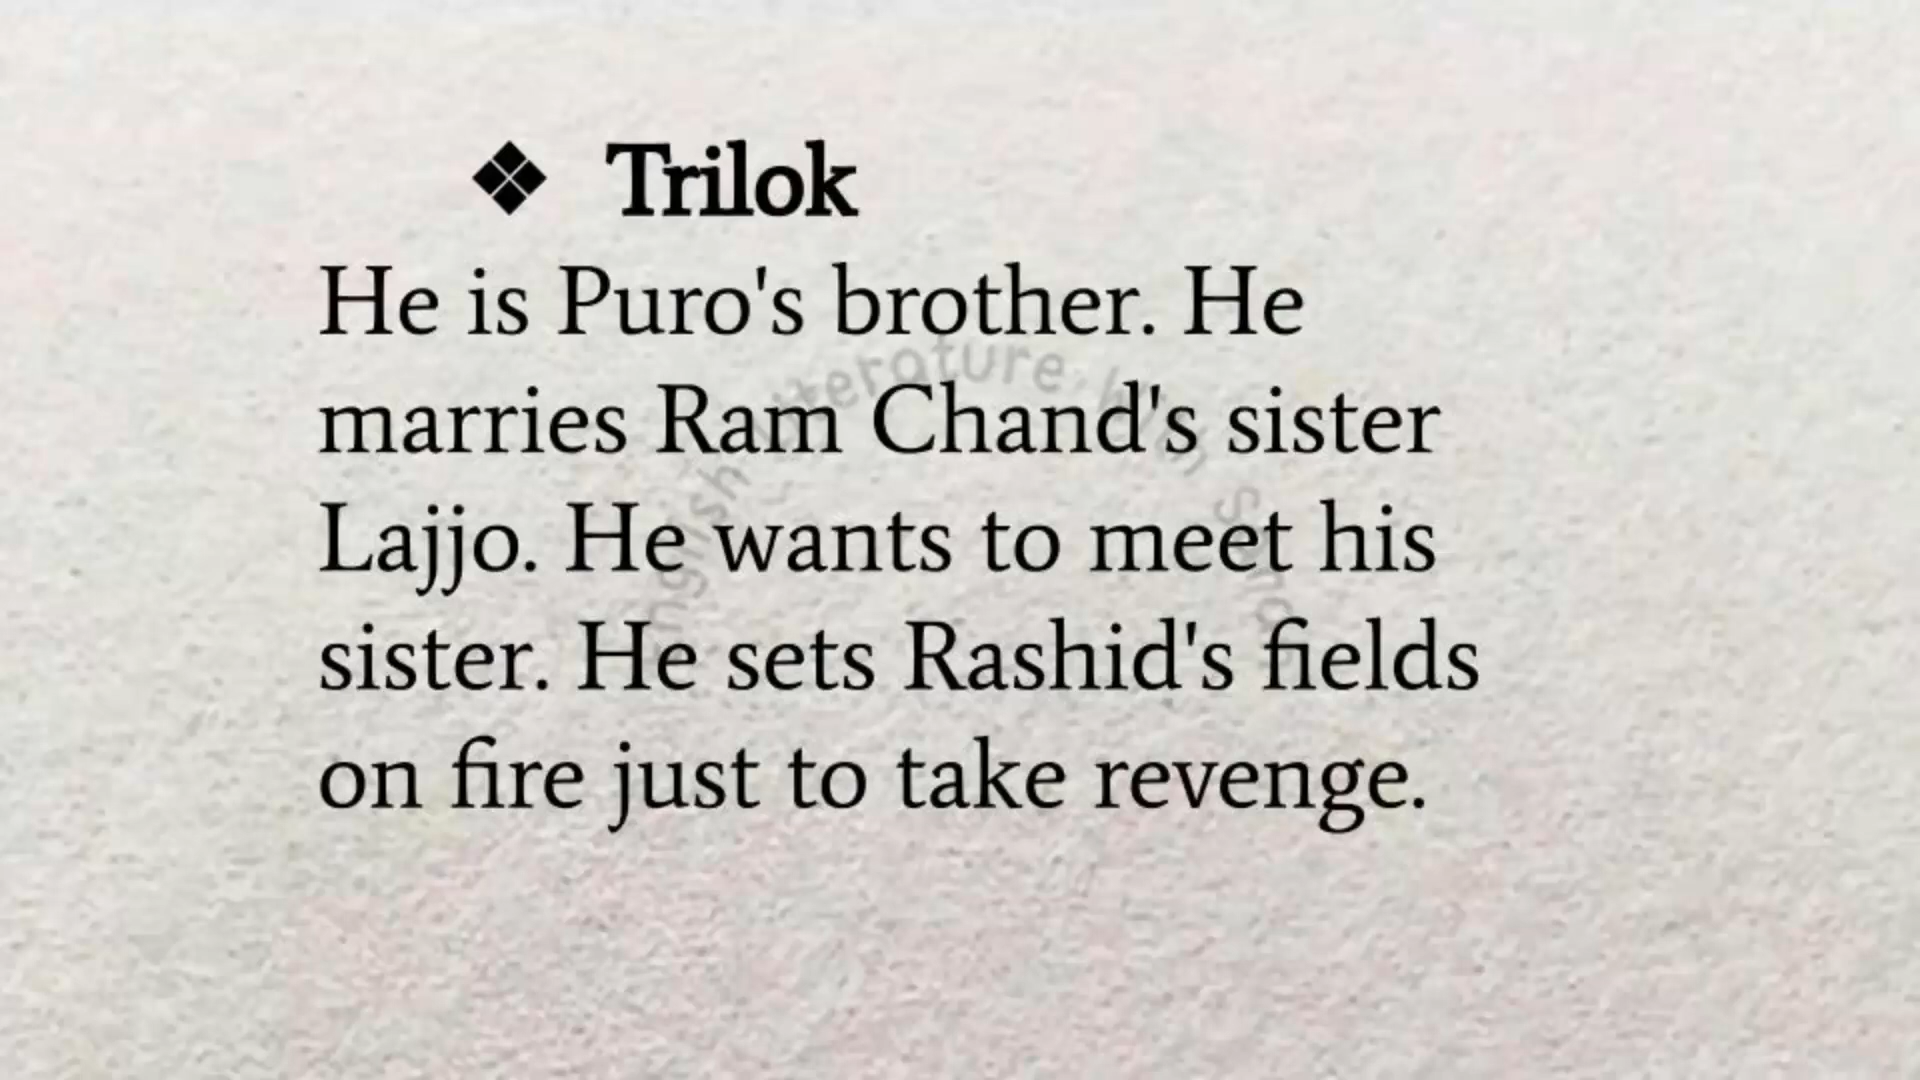 ❖ Trilok
He is Puro's brother. He
marries Ram Chand's sister
Lajjo. He wants to meet his
sister. He sets Rashid's fields
on fire just to take revenge.